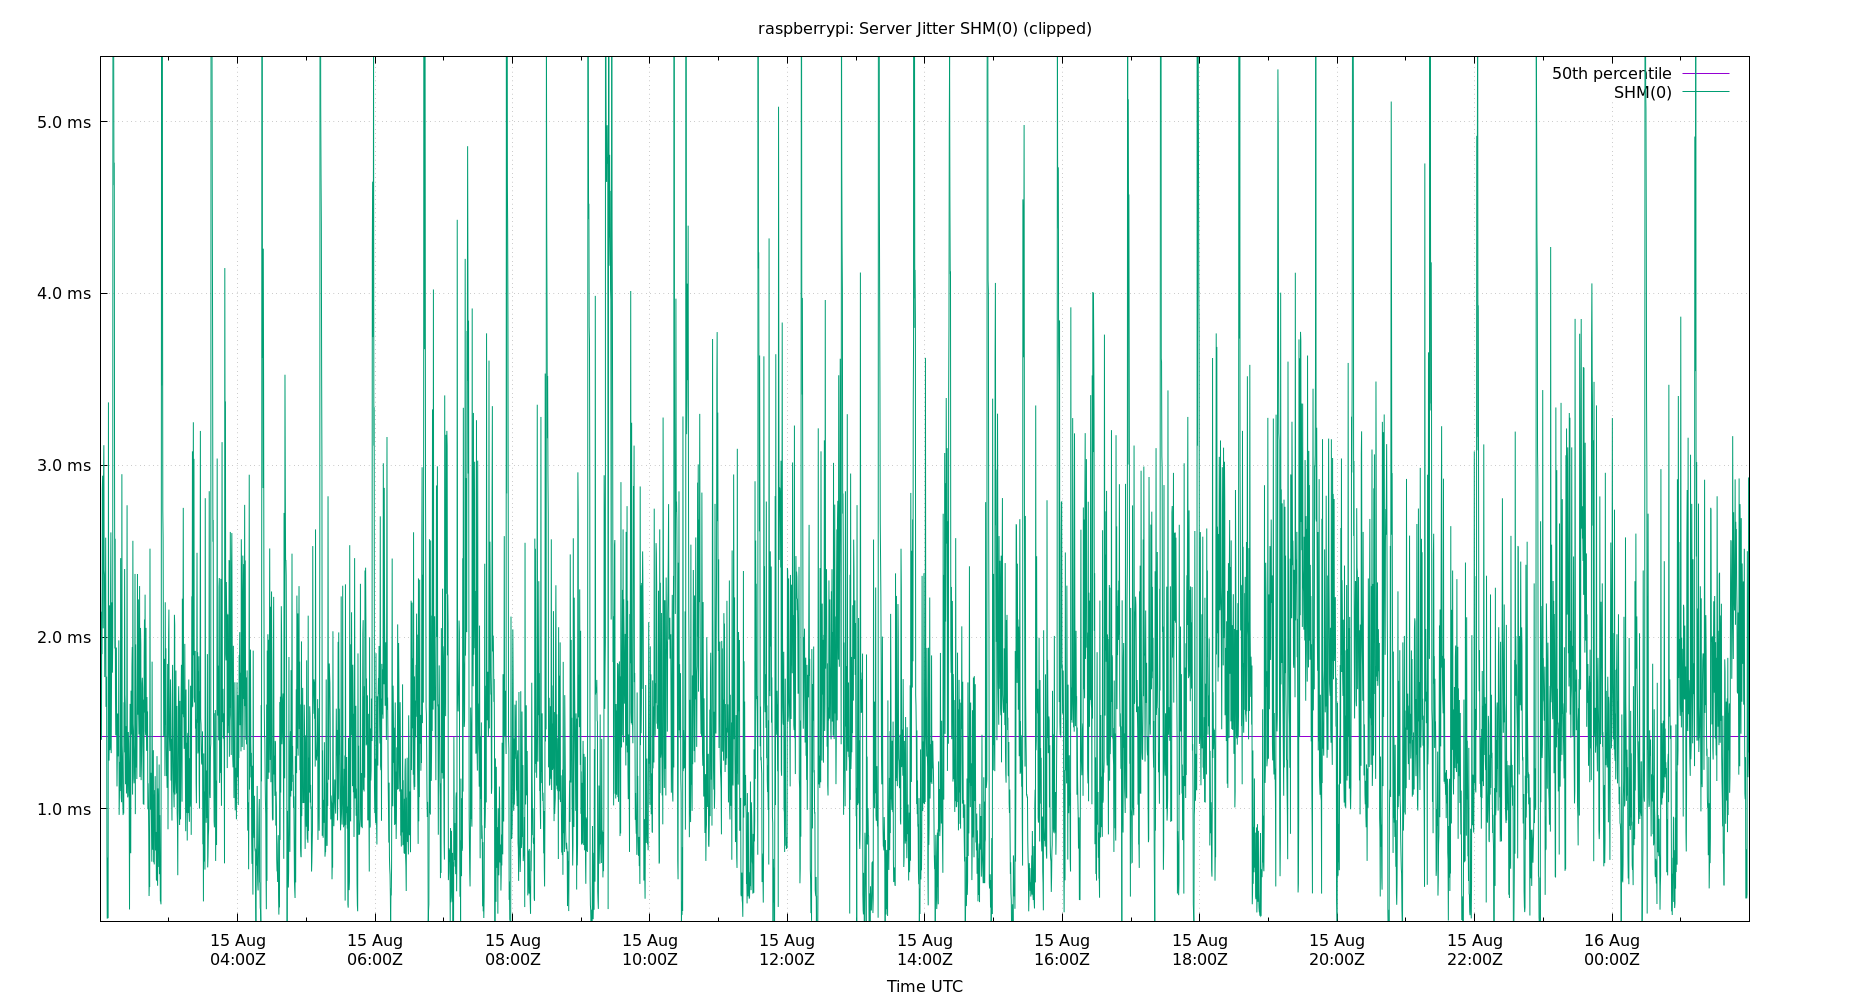 raspberrypi: Server Jitter SHM(0) (clipped)
50th percentile
SHM(0)
5.0 ms
4.0 ms
3.0 ms
2.0 ms
1.0 ms
15 Aug 15 Aug 15 Aug 15 Aug 15 Aug 15 Aug 15 Aug 15 Aug 15 Aug 15 Aug 16 Aug
04:00Z 06:00Z 08:00Z 10:00Z 12:00Z 14:00Z 16:00Z 18:00Z 20:00Z 22:00Z 00:00Z
Time UTC